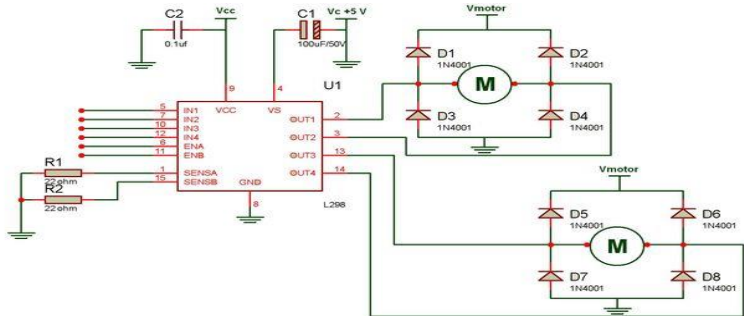 C2
0.1uf
Vcc
C1
100uF/50V
Vc +5 V
Vmotor
D1
1N4001
D2
1N4001
M
D3
1N4001
D4
1N4001
U1
9
4
VCC
VS
5 IN1
7 IN2
10 IN3
12 IN4
6 ENA
11 ENB
1 SENSA
15 SENSB
GND
8
OUT1 2
OUT2 3
OUT3 13
OUT4 14
L298
R1
22 ohm
R2
22 ohm
Vmotor
D5
1N4001
D6
1N4001
M
D7
1N4001
D8
1N4001